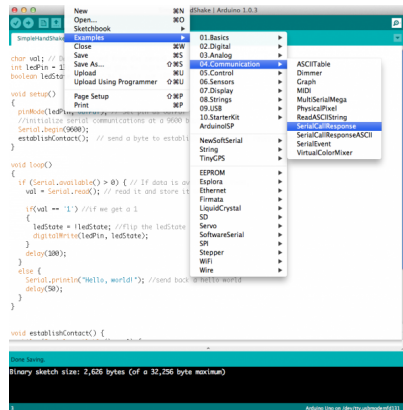 dShake | Arduino 1.0.3
SimpleHandShake
New ⌘N
Open... ⌘O
Sketchbook
Examples
Close ⌘W
Save ⌘S
Save As... ⇧⌘S
Upload ⌘U
Upload Using Programmer ⇧⌘U
Page Setup ⇧⌘P
Print ⌘P
01.Basics
02.Digital
03.Analog
04.Communication
05.Control
06.Sensors
07.Display
08.Strings
09.USB
10.StarterKit
ArduinoISP
NewSoftSerial
String
TinyGPS
EEPROM
Esplora
Ethernet
Firmata
LiquidCrystal
SD
Servo
SoftwareSerial
SPI
Stepper
WiFi
Wire
ASCIITable
Dimmer
Graph
MIDI
MultiSerialMega
PhysicalPixel
ReadASCIIString
SerialCallResponse
SerialCallResponseASCII
SerialEvent
VirtualColorMixer
char val; // D
int ledPin = 1
boolean ledSta
void setup()
{
pinMode(ledPin,
//initialize serial communications at a 9600 b
Serial.begin(9600);
establishContact(); // send a byte to establi
}
void loop()
{
if (Serial.available() > 0) { // If data is av
val = Serial.read(); // read it and store it
if(val == '1') //if we get a 1
{
ledState = !ledState; //flip the ledState
digitalWrite(ledPin, ledState);
}
delay(100);
}
else {
Serial.println("Hello, world!"); //send back a hello world
delay(50);
}
}
void establishContact() {
Done Saving.
Binary sketch size: 2,626 bytes (of a 32,256 byte maximum)
1 Arduino Uno on /dev/tty.usbmodemfd131